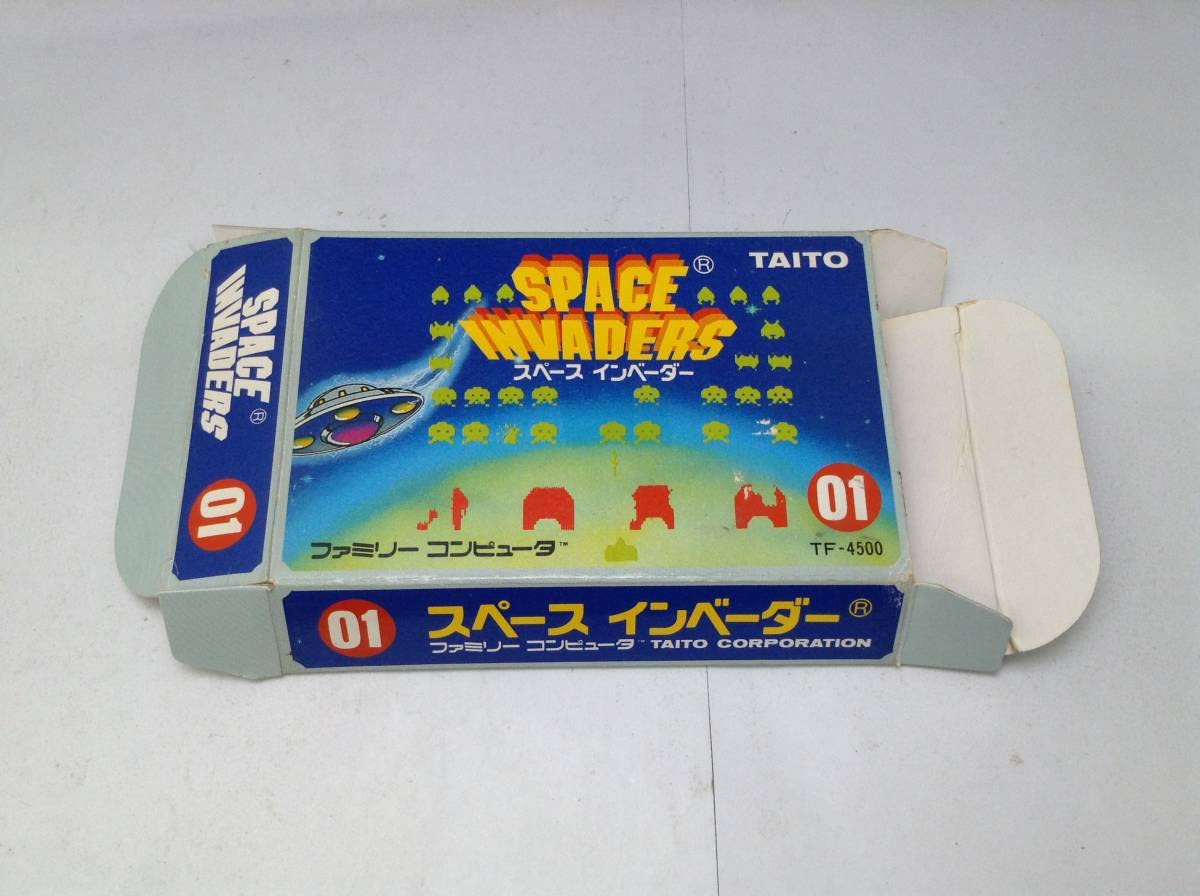 SPACE
INVADERS ®
TAITO
スペース インベーダー
01
ファミリー コンピュータ™
TF-4500
SPACE
INVADERS ®
01
01
スペース インベーダー®
ファミリー コンピュータ™ TAITO CORPORATION